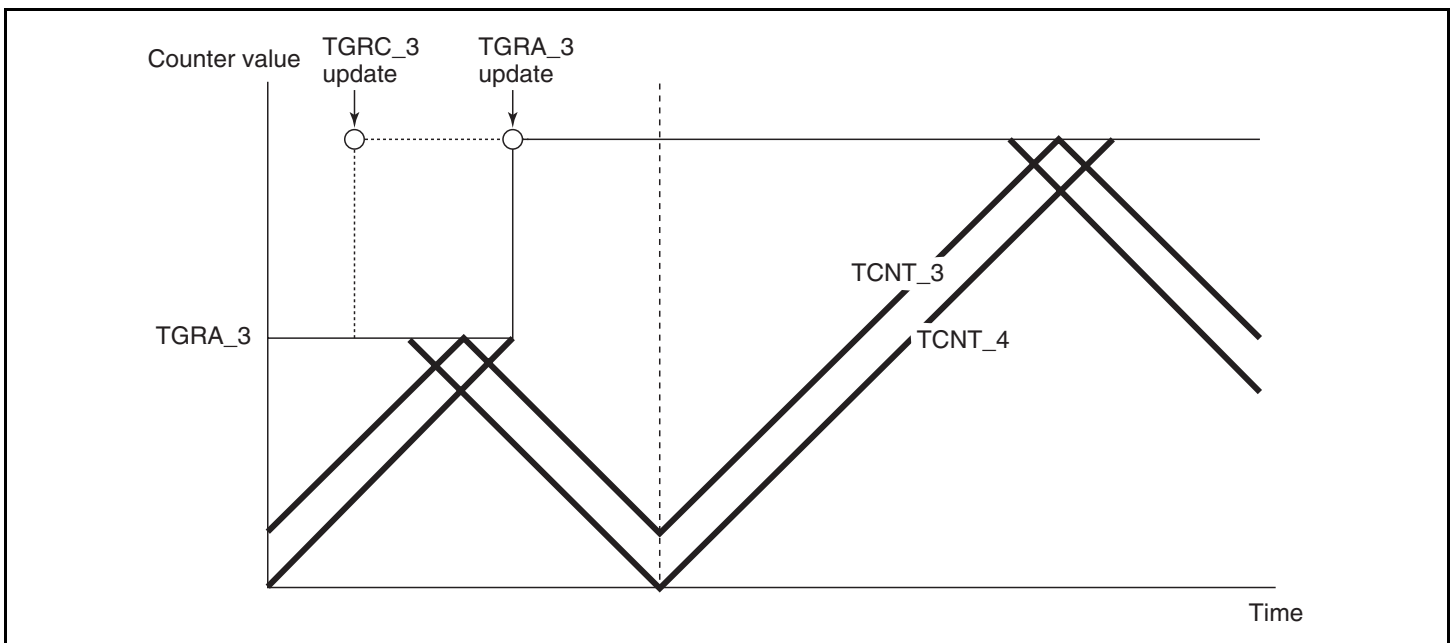 Counter value
TGRC_3
update
TGRA_3
update
TGRA_3
TCNT_3
TCNT_4
Time